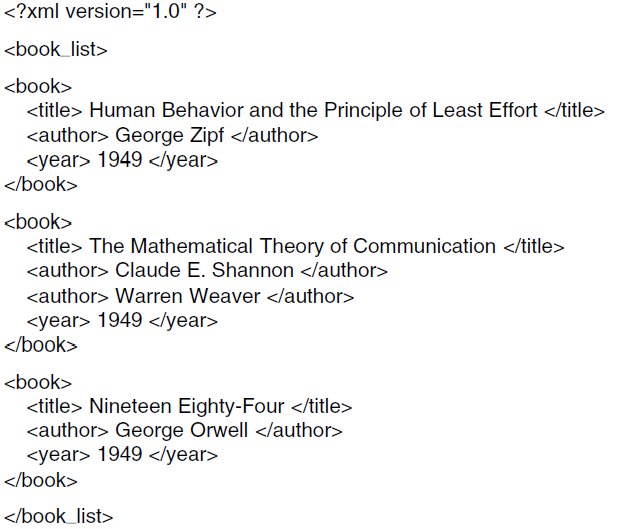 <?xml version="1.0" ?>
<book_list>
<book>
<title> Human Behavior and the Principle of Least Effort </title>
<author> George Zipf </author>
<year> 1949 </year>
</book>
<book>
<title> The Mathematical Theory of Communication </title>
<author> Claude E. Shannon </author>
<author> Warren Weaver </author>
<year> 1949 </year>
</book>
<book>
<title> Nineteen Eighty-Four </title>
<author> George Orwell </author>
<year> 1949 </year>
</book>
</book_list>